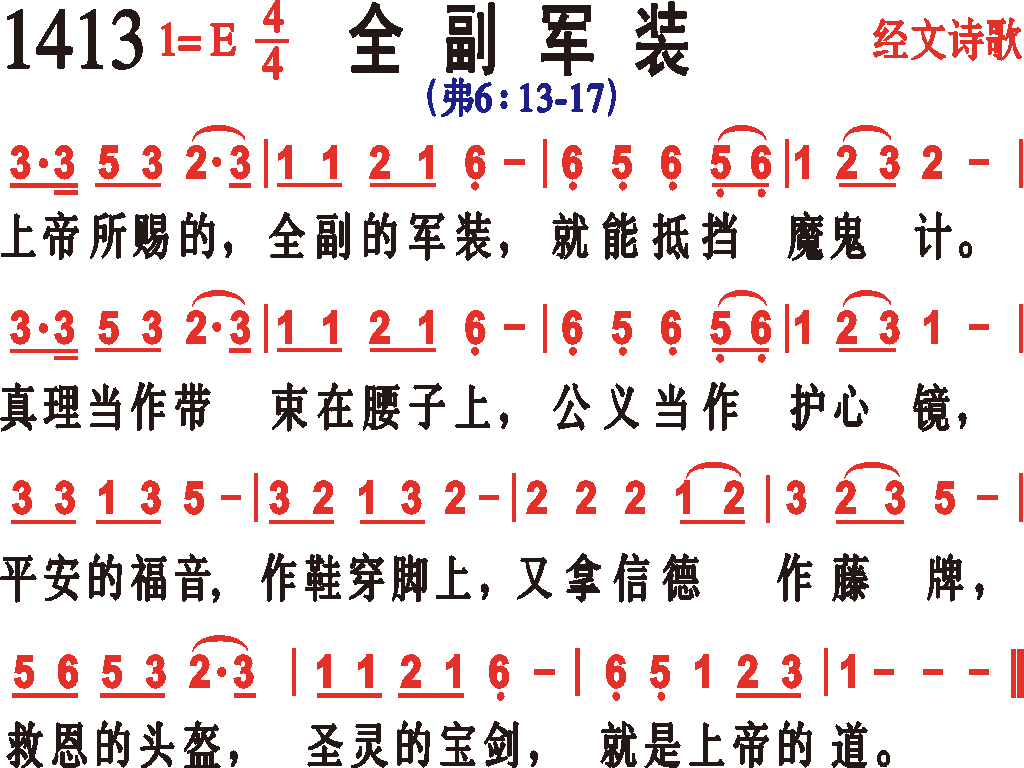 1413 1=E 4/4 全副军装 经文诗歌
(弗6：13-17)
3·3 5 3 2·3 | 1 1 2 1 6 - | 6 5 6 5 6 | 1 2 3 2 - |
上帝所赐的，全副的军装，就能抵挡 魔鬼 计。
3·3 5 3 2·3 | 1 1 2 1 6 - | 6 5 6 5 6 | 1 2 3 1 - |
真理当作带 束在腰子上，公义当作 护心 镜，
3 3 1 3 5 - | 3 2 1 3 2 - | 2 2 2 1 2 | 3 2 3 5 - |
平安的福音，作鞋穿脚上，又拿信德 作藤 牌，
5 6 5 3 2·3 | 1 1 2 1 6 - | 6 5 1 2 3 | 1 - - - ‖
救恩的头盔， 圣灵的宝剑， 就是上帝的道。